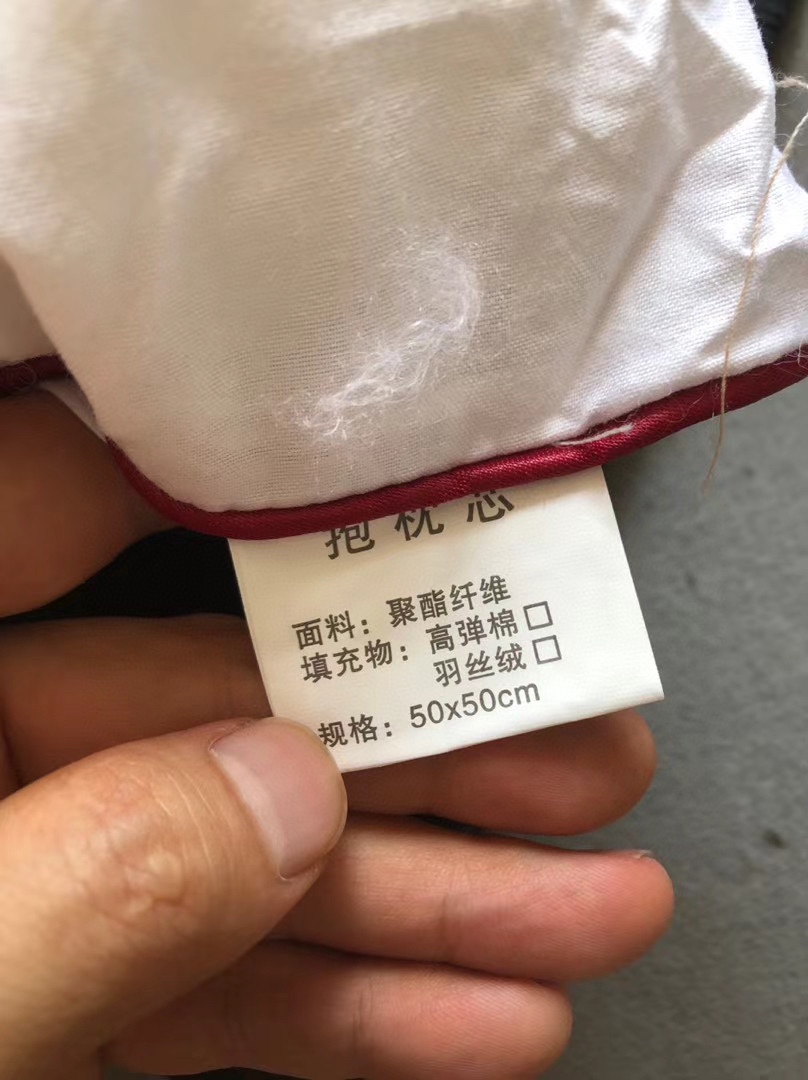 抱枕芯
面料：聚酯纤维
填充物：高弹棉□
羽丝绒□
规格：50x50cm